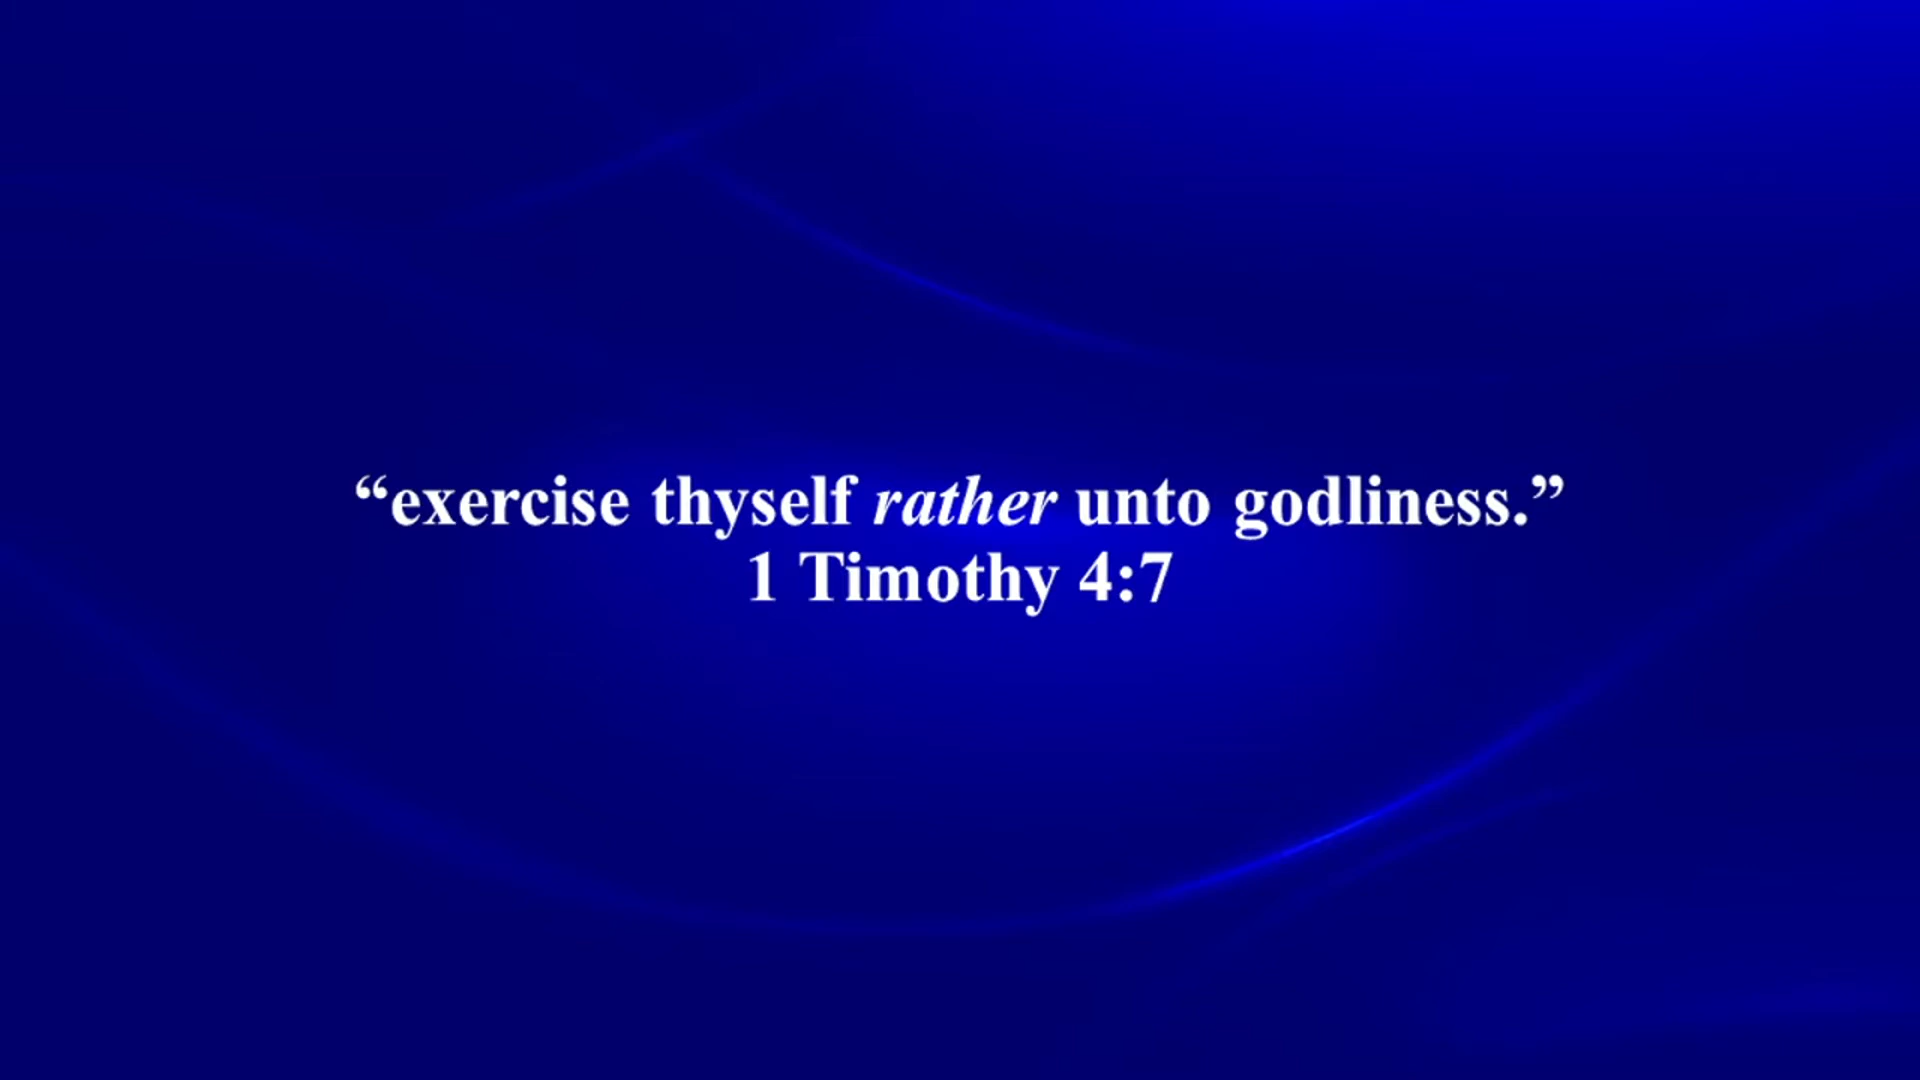 “exercise thyself rather unto godliness.”
1 Timothy 4:7